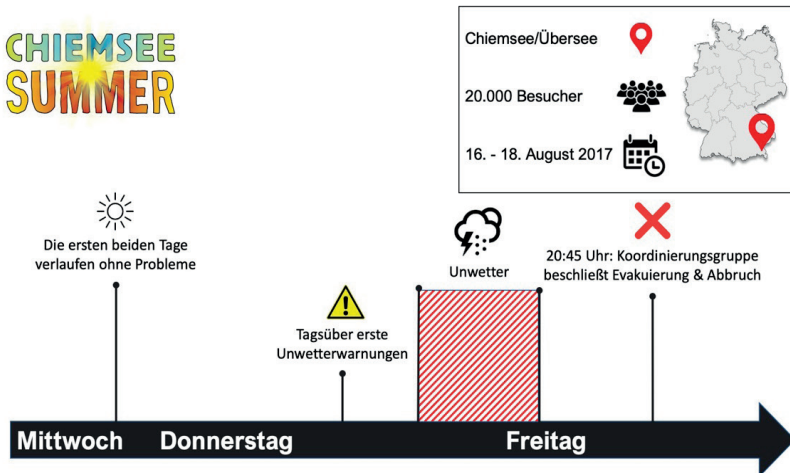 CHIEMSEE
SUMMER
Chiemsee/Übersee
20.000 Besucher
16. - 18. August 2017
Die ersten beiden Tage
verlaufen ohne Probleme
Tagsüber erste
Unwetterwarnungen
Unwetter
20:45 Uhr: Koordinierungsgruppe
beschließt Evakuierung & Abbruch
Mittwoch Donnerstag Freitag